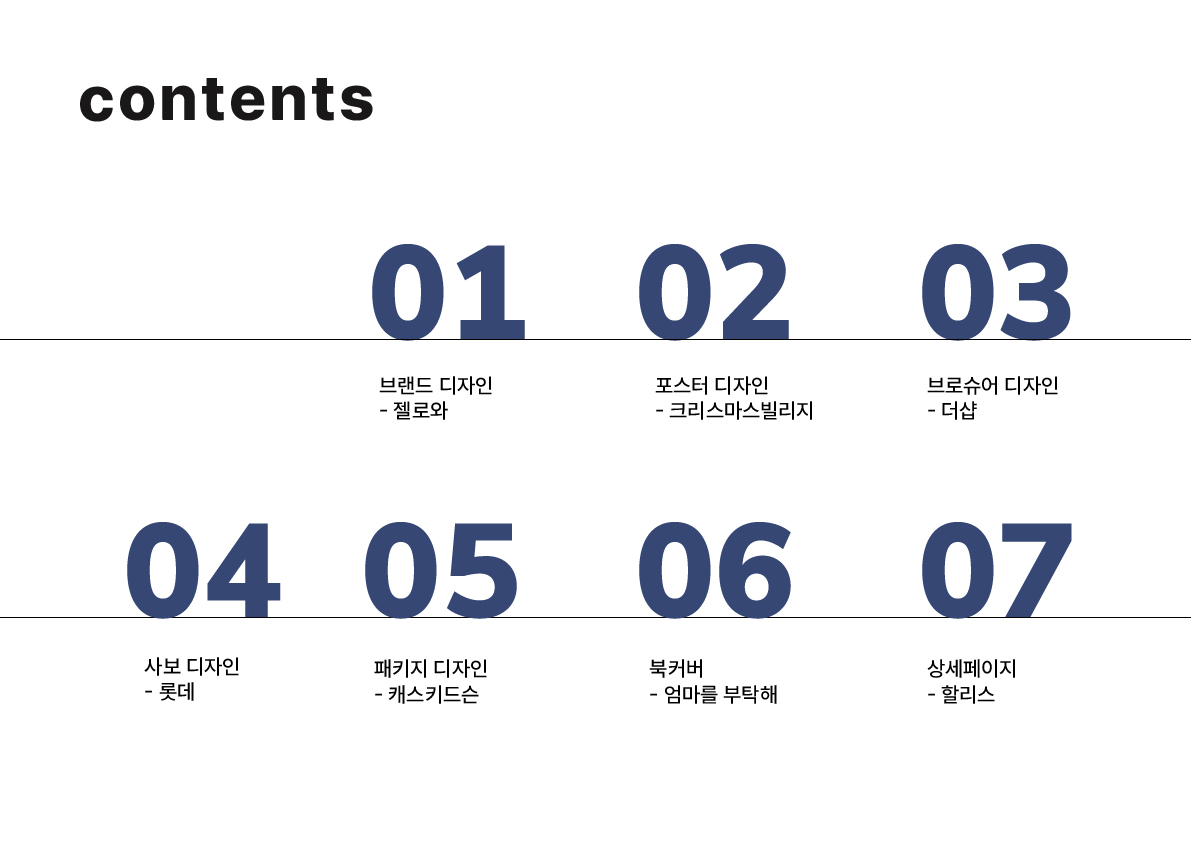 contents
01
브랜드 디자인
- 젤로와
02
포스터 디자인
- 크리스마스빌리지
03
브로슈어 디자인
- 더샵
04
사보 디자인
- 롯데
05
패키지 디자인
- 캐스키드슨
06
북커버
- 엄마를 부탁해
07
상세페이지
- 할리스